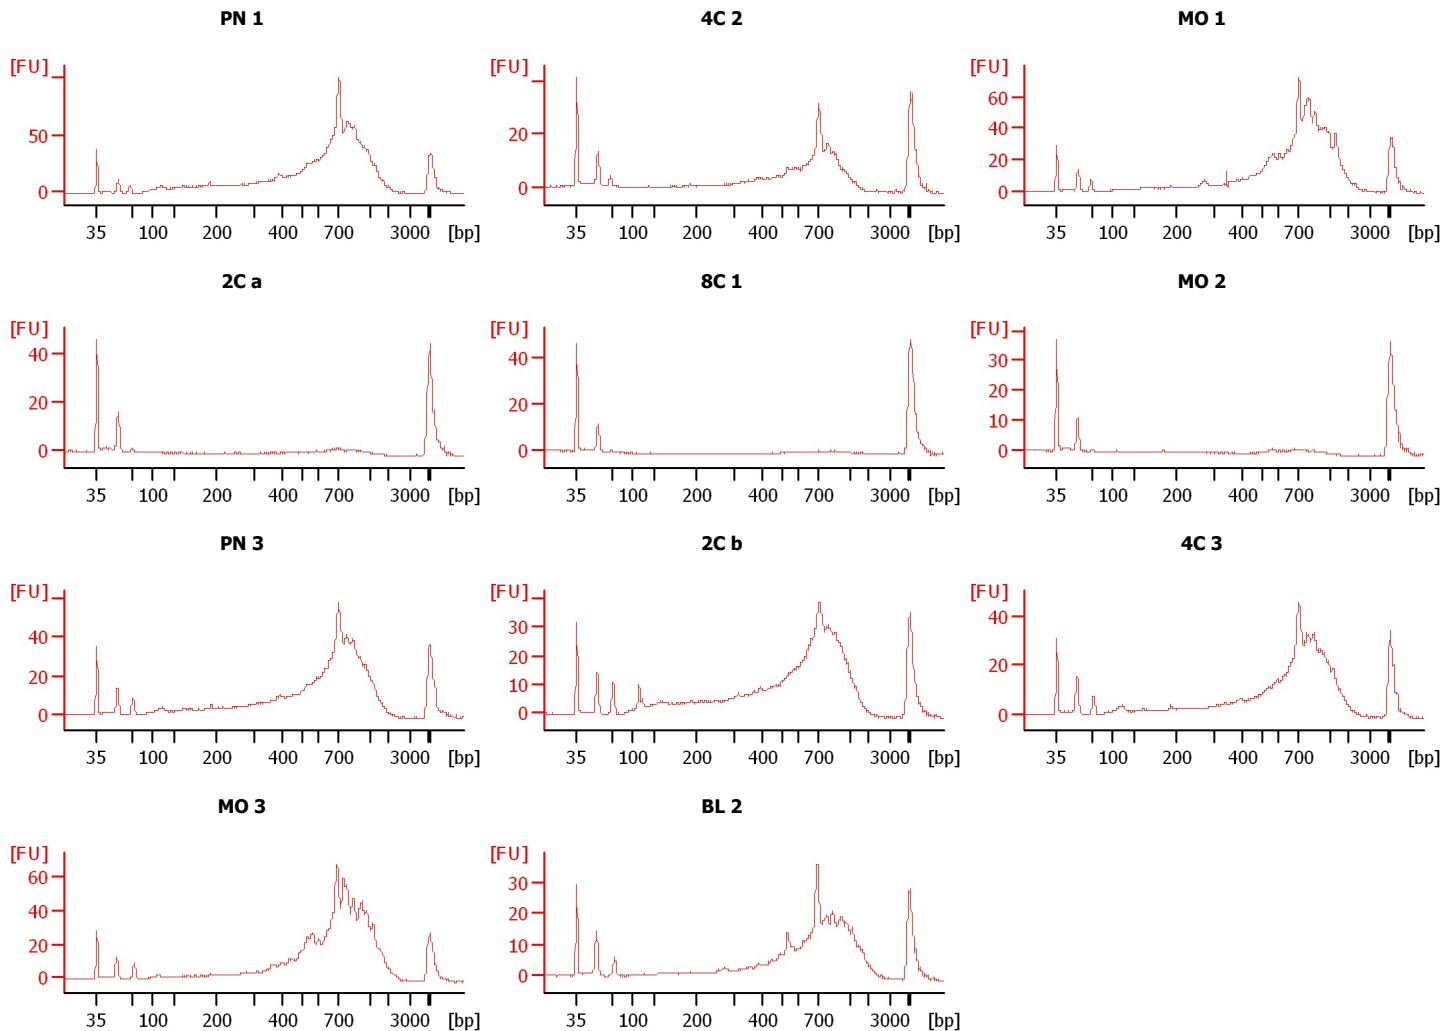 PN 1 4C 2 MO 1
[FU] [FU] [FU]
50 20 60
0 0 40
20
0
35 100 200 400 700 3000 [bp] 35 100 200 400 700 3000 [bp] 35 100 200 400 700 3000 [bp]
2C a 8C 1 MO 2
[FU] [FU] [FU]
40 40 30
20 20 20
0 0 10
0
35 100 200 400 700 3000 [bp] 35 100 200 400 700 3000 [bp] 35 100 200 400 700 3000 [bp]
PN 3 2C b 4C 3
[FU] [FU] [FU]
40 30 40
20 20 20
0 10 0
0
35 100 200 400 700 3000 [bp] 35 100 200 400 700 3000 [bp] 35 100 200 400 700 3000 [bp]
MO 3 BL 2
[FU] [FU]
60 30
40 20
20 10
0 0
35 100 200 400 700 3000 [bp] 35 100 200 400 700 3000 [bp]